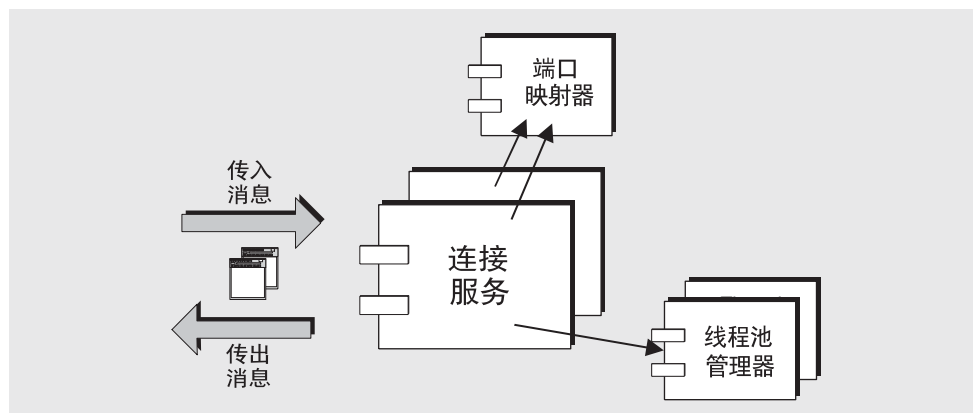 端口
映射器
传入
消息
连接
服务
传出
消息
线程池
管理器